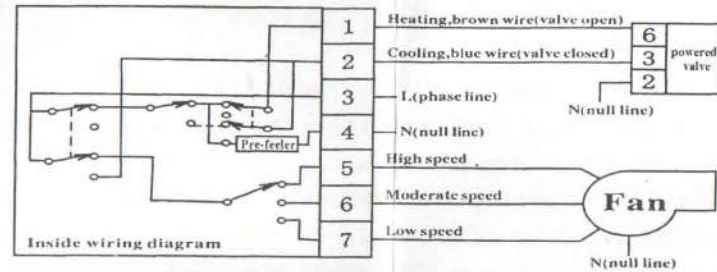 1 Heating,brown wire(valve open) 6
2 Cooling,blue wire(valve closed) 3 powered valve
2
N(null line)
3 L(phase line)
4 N(null line)
Pre-feeler
5 High speed
6 Moderate speed
7 Low speed
Fan
N(null line)
Inside wiring diagram